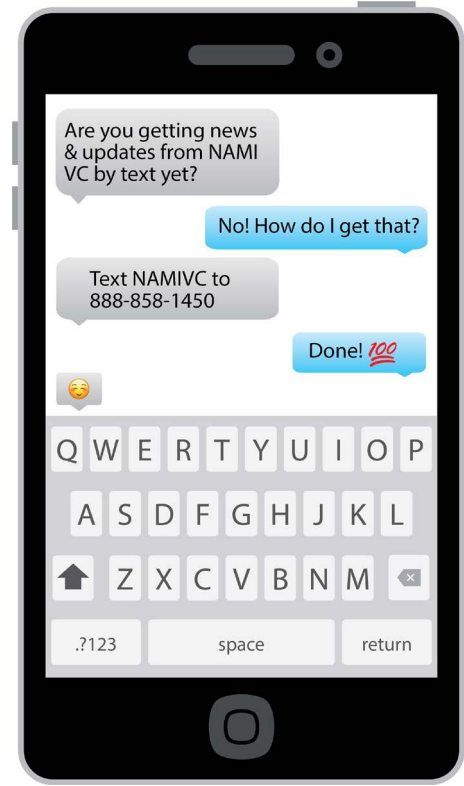 Are you getting news
& updates from NAMI
VC by text yet?
No! How do I get that?
Text NAMIVC to
888-858-1450
Done! 💯
☺️
Q W E R T Y U I O P
A S D F G H J K L
Z X C V B N M
.?123 space return